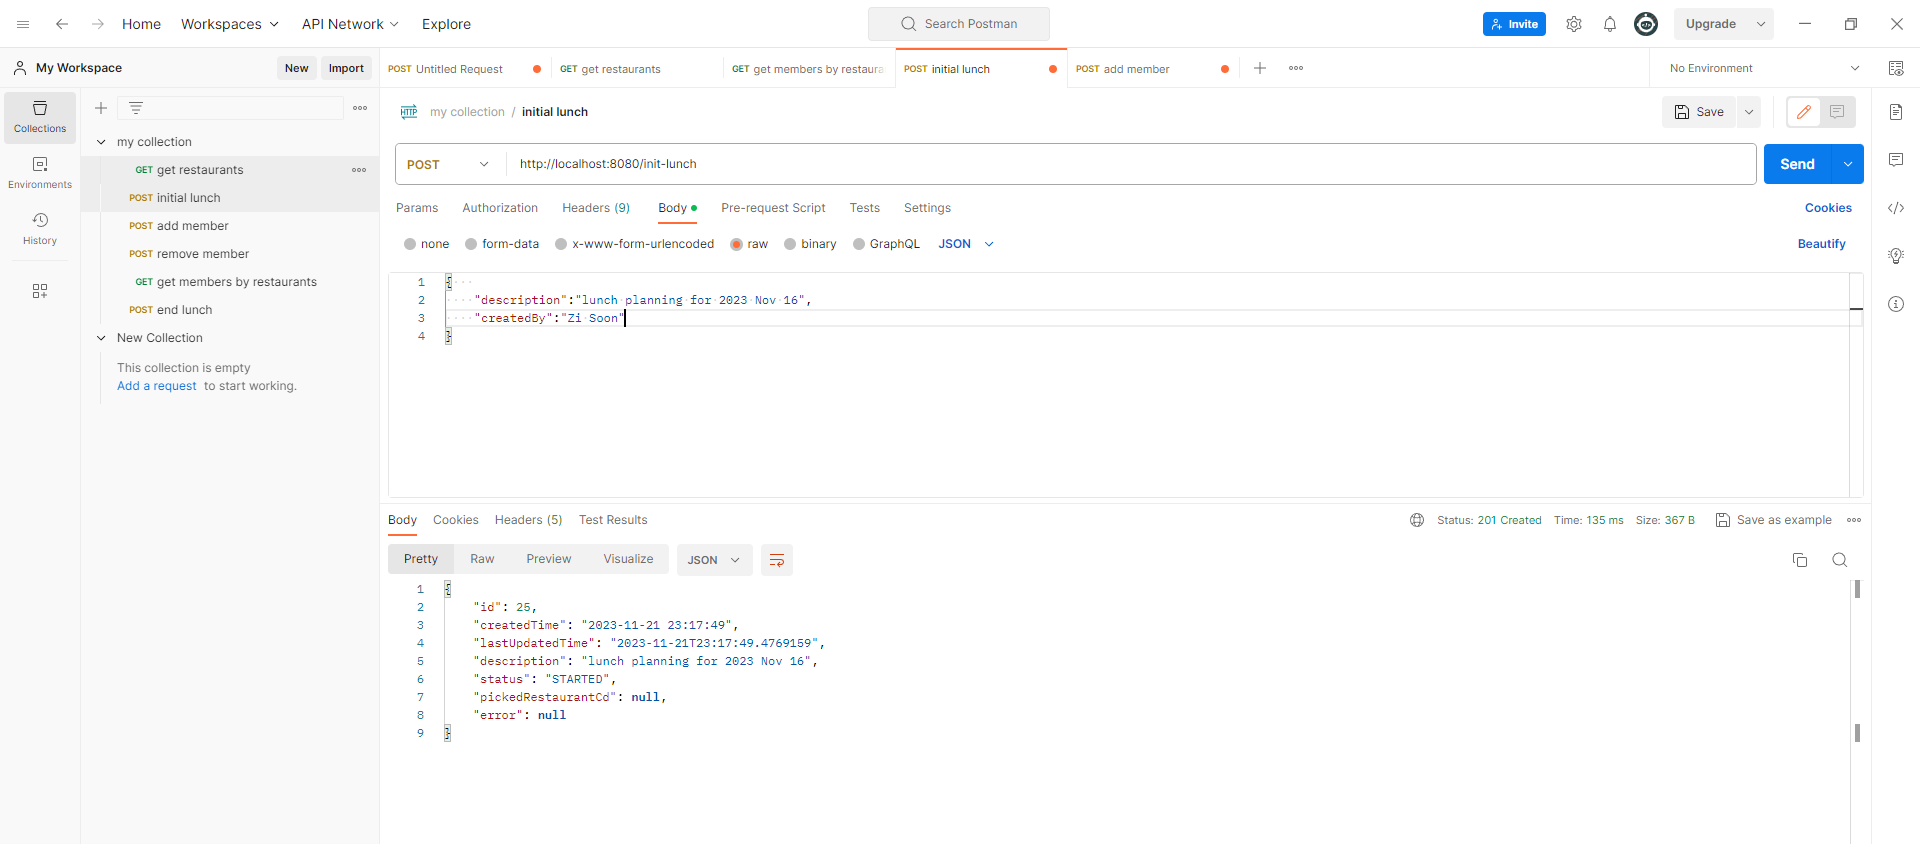 Home Workspaces API Network Explore Search Postman Invite Upgrade
My Workspace New Import
POST Untitled Request GET get restaurants GET get members by restaura POST initial lunch POST add member No Environment
Collections
Environments
History
my collection
GET get restaurants
POST initial lunch
POST add member
POST remove member
GET get members by restaurants
POST end lunch
New Collection
This collection is empty
Add a request to start working.
HTTP my collection / initial lunch Save
POST http://localhost:8080/init-lunch Send
Params Authorization Headers (9) Body Pre-request Script Tests Settings Cookies
none form-data x-www-form-urlencoded raw binary GraphQL JSON Beautify
1 {
2 "description":"lunch planning for 2023 Nov 16",
3 "createdBy":"Zi Soon"
4 }
Body Cookies Headers (5) Test Results Status: 201 Created Time: 135 ms Size: 367 B Save as example
Pretty Raw Preview Visualize JSON
1 {
2 "id": 25,
3 "createdTime": "2023-11-21 23:17:49",
4 "lastUpdatedTime": "2023-11-21T23:17:49.4769159",
5 "description": "lunch planning for 2023 Nov 16",
6 "status": "STARTED",
7 "pickedRestaurantCd": null,
8 "error": null
9 }